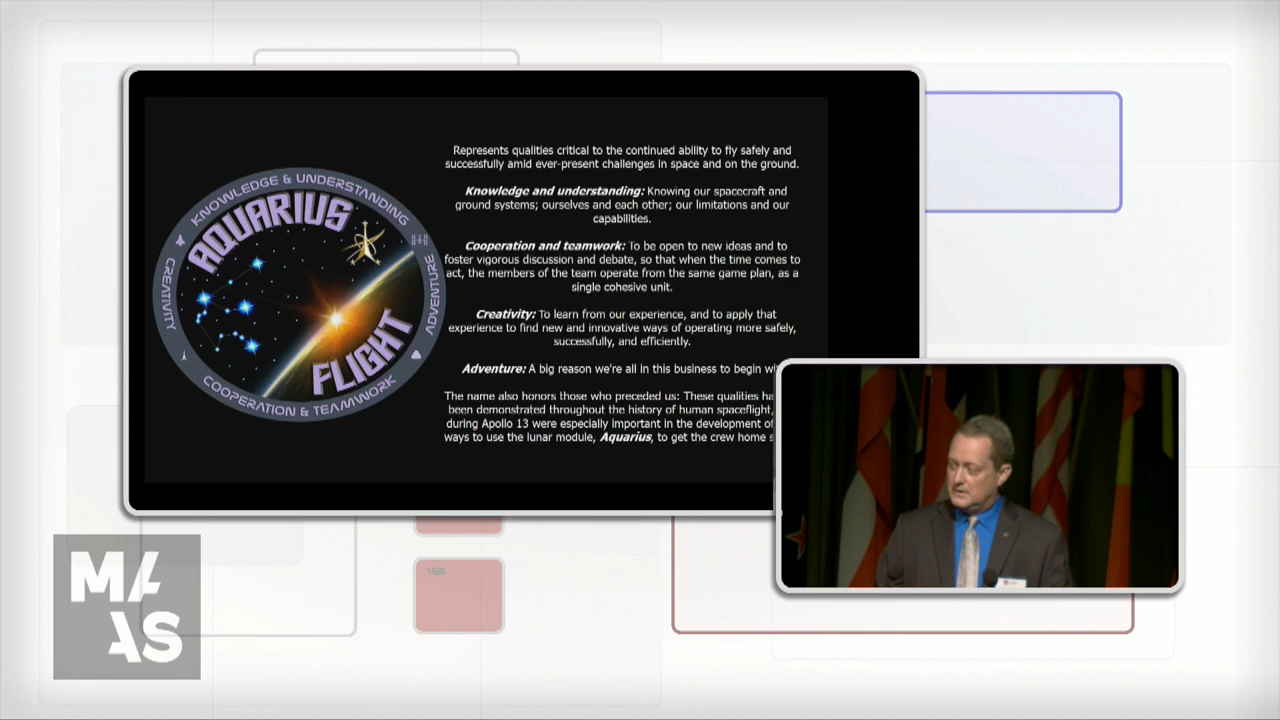 KNOWLEDGE & UNDERSTANDING
AQUARIUS
CREATIVITY
ADVENTURE
FLIGHT
COOPERATION & TEAMWORK
Represents qualities critical to the continued ability to fly safely and
successfully amid ever-present challenges in space and on the ground.
Knowledge and understanding: Knowing our spacecraft and
ground systems; ourselves and each other; our limitations and our
capabilities.
Cooperation and teamwork: To be open to new ideas and to
foster vigorous discussion and debate, so that when the time comes to
act, the members of the team operate from the same game plan, as a
single cohesive unit.
Creativity: To learn from our experience, and to apply that
experience to find new and innovative ways of operating more safely,
successfully, and efficiently.
Adventure: A big reason we're all in this business to begin
The name also honors those who preceded us: These qualities
been demonstrated throughout the history of human spaceflight,
during Apollo 13 were especially important in the development of
ways to use the lunar module, Aquarius, to get the crew home
MA
AS